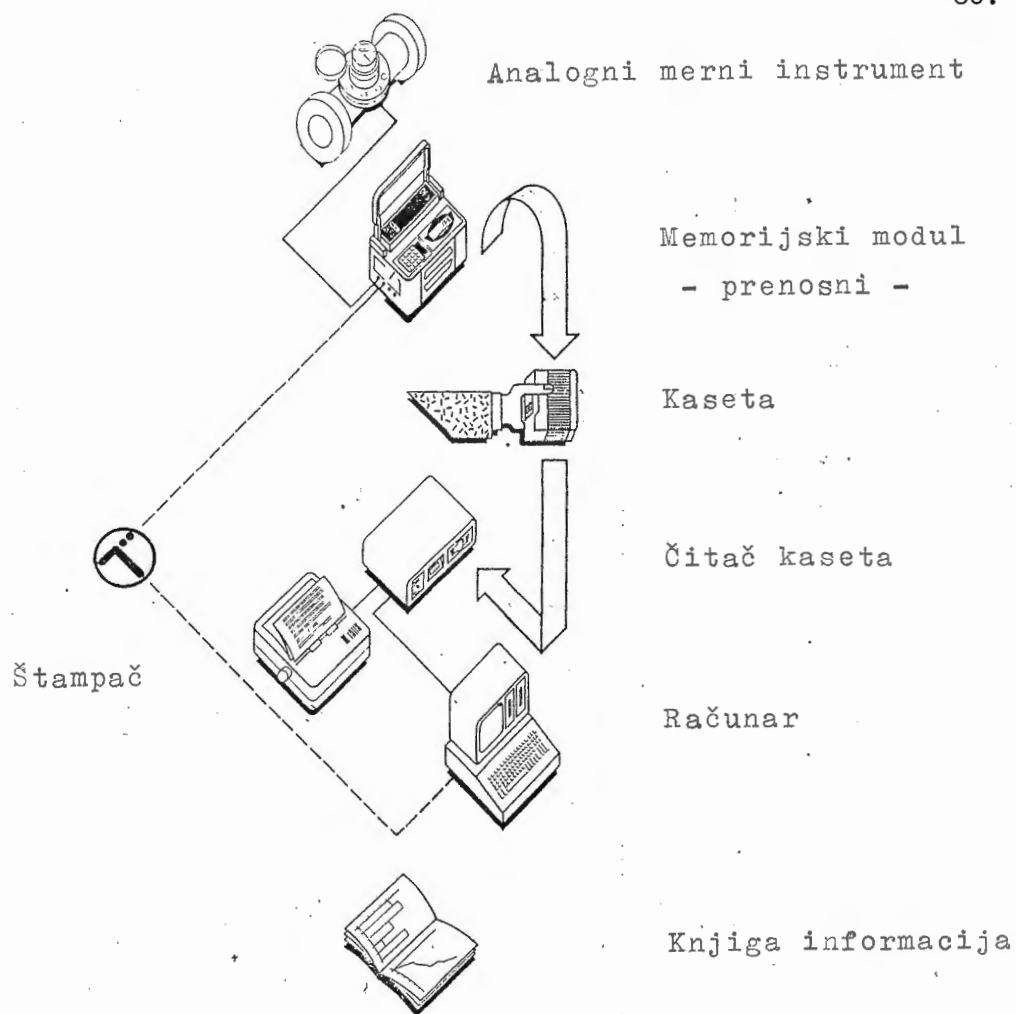 Analogni merni instrument
Memorijski modul
- prenosni -
Kaseta
Čitač kaseta
Štampač
Računar
Knjiga informacija